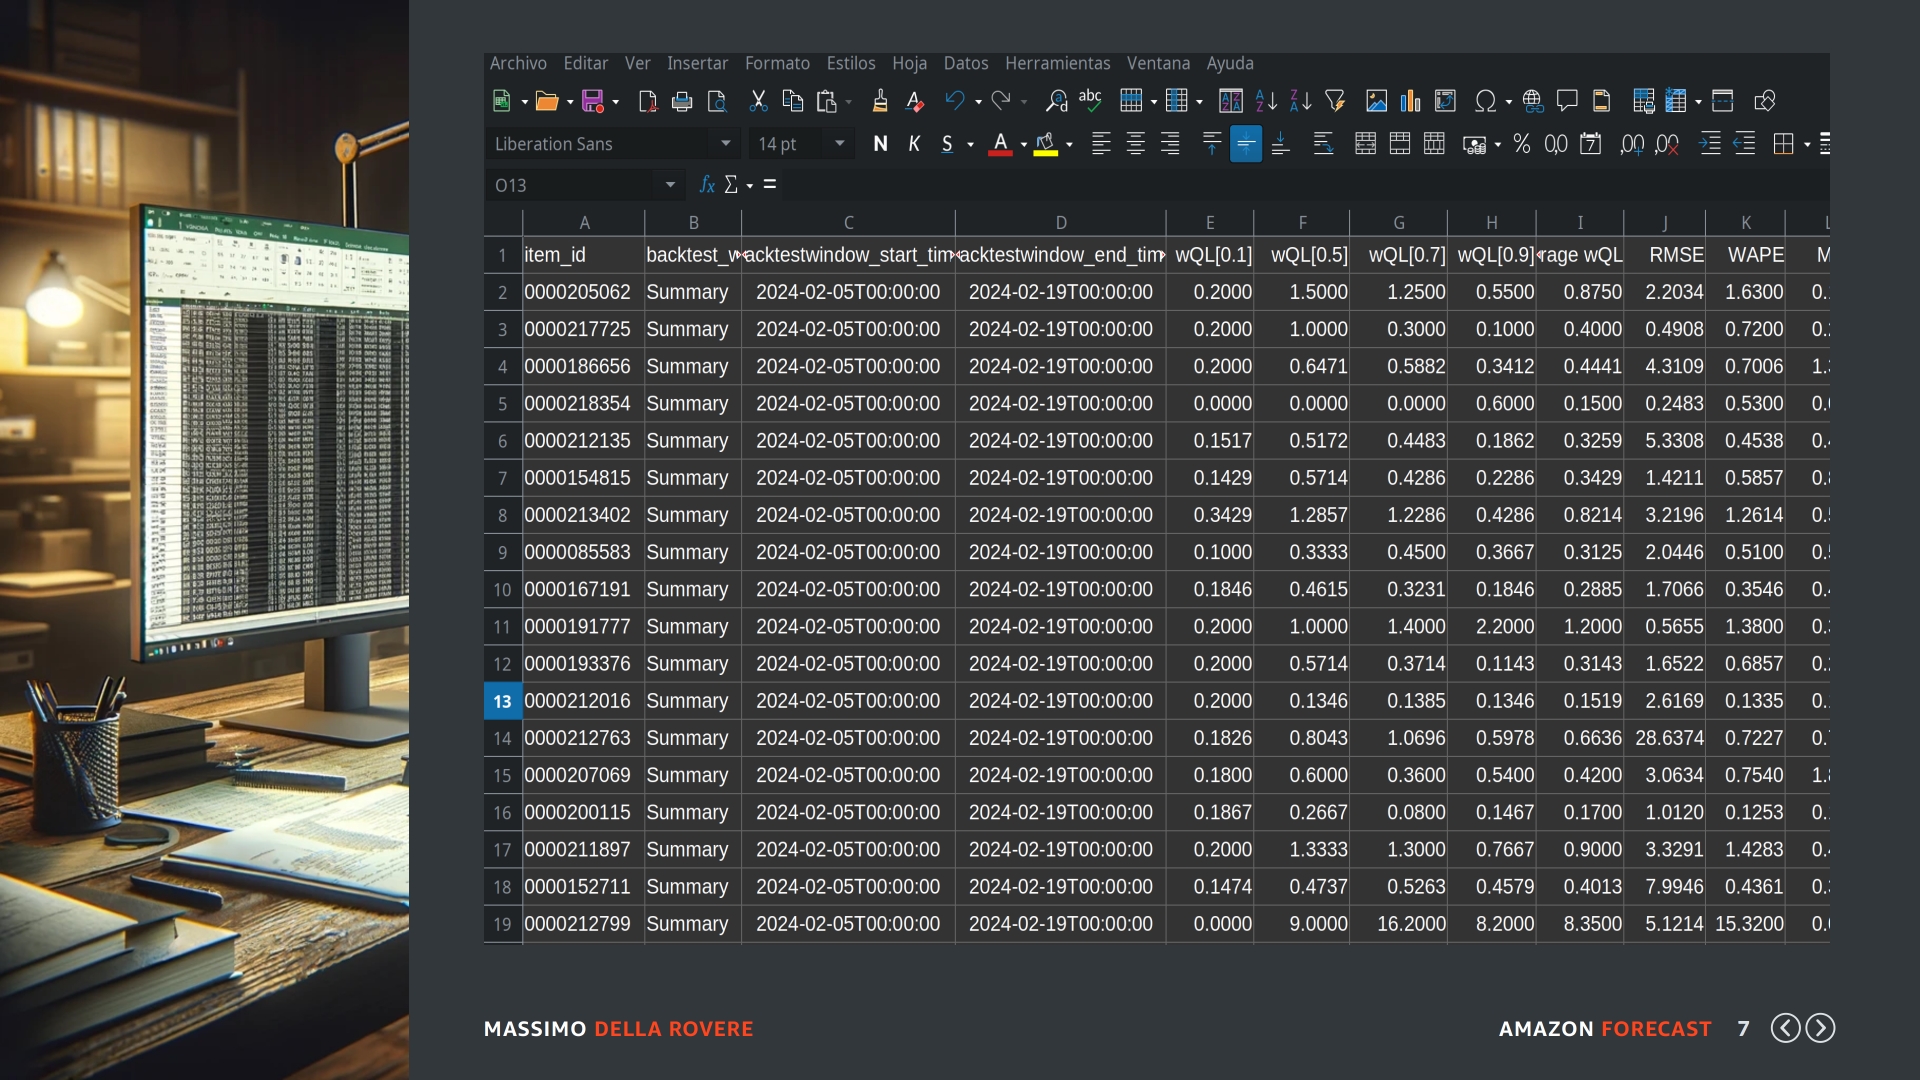 Archivo Editar Ver Insertar Formato Estilos Hoja Datos Herramientas Ventana Ayuda
Liberation Sans 14 pt N K S A % 0,0 7 ,00 ,00
O13 fx Σ =
A B C D E F G H I J K L
1 item_id backtest_w acktestwindow_start_tim acktestwindow_end_tim wQL[0.1] wQL[0.5] wQL[0.7] wQL[0.9] rage wQL RMSE WAPE M
2 0000205062 Summary 2024-02-05T00:00:00 2024-02-19T00:00:00 0.2000 1.5000 1.2500 0.5500 0.8750 2.2034 1.6300 0.
3 0000217725 Summary 2024-02-05T00:00:00 2024-02-19T00:00:00 0.2000 1.0000 0.3000 0.1000 0.4000 0.4908 0.7200 0.
4 0000186656 Summary 2024-02-05T00:00:00 2024-02-19T00:00:00 0.2000 0.6471 0.5882 0.3412 0.4441 4.3109 0.7006 1.
5 0000218354 Summary 2024-02-05T00:00:00 2024-02-19T00:00:00 0.0000 0.0000 0.0000 0.6000 0.1500 0.2483 0.5300 0.
6 0000212135 Summary 2024-02-05T00:00:00 2024-02-19T00:00:00 0.1517 0.5172 0.4483 0.1862 0.3259 5.3308 0.4538 0.
7 0000154815 Summary 2024-02-05T00:00:00 2024-02-19T00:00:00 0.1429 0.5714 0.4286 0.2286 0.3429 1.4211 0.5857 0.
8 0000213402 Summary 2024-02-05T00:00:00 2024-02-19T00:00:00 0.3429 1.2857 1.2286 0.4286 0.8214 3.2196 1.2614 0.
9 0000085583 Summary 2024-02-05T00:00:00 2024-02-19T00:00:00 0.1000 0.3333 0.4500 0.3667 0.3125 2.0446 0.5100 0.
10 0000167191 Summary 2024-02-05T00:00:00 2024-02-19T00:00:00 0.1846 0.4615 0.3231 0.1846 0.2885 1.7066 0.3546 0.
11 0000191777 Summary 2024-02-05T00:00:00 2024-02-19T00:00:00 0.2000 1.0000 1.4000 2.2000 1.2000 0.5655 1.3800 0.
12 0000193376 Summary 2024-02-05T00:00:00 2024-02-19T00:00:00 0.2000 0.5714 0.3714 0.1143 0.3143 1.6522 0.6857 0.
13 0000212016 Summary 2024-02-05T00:00:00 2024-02-19T00:00:00 0.2000 0.1346 0.1385 0.1346 0.1519 2.6169 0.1335 0.
14 0000212763 Summary 2024-02-05T00:00:00 2024-02-19T00:00:00 0.1826 0.8043 1.0696 0.5978 0.6636 28.6374 0.7227 0.
15 0000207069 Summary 2024-02-05T00:00:00 2024-02-19T00:00:00 0.1800 0.6000 0.3600 0.5400 0.4200 3.0634 0.7540 1.
16 0000200115 Summary 2024-02-05T00:00:00 2024-02-19T00:00:00 0.1867 0.2667 0.0800 0.1467 0.1700 1.0120 0.1253 0.
17 0000211897 Summary 2024-02-05T00:00:00 2024-02-19T00:00:00 0.2000 1.3333 1.3000 0.7667 0.9000 3.3291 1.4283 0.
18 0000152711 Summary 2024-02-05T00:00:00 2024-02-19T00:00:00 0.1474 0.4737 0.5263 0.4579 0.4013 7.9946 0.4361 0.
19 0000212799 Summary 2024-02-05T00:00:00 2024-02-19T00:00:00 0.0000 9.0000 16.2000 8.2000 8.3500 5.1214 15.3200 0.
MASSIMO DELLA ROVERE
AMAZON FORECAST 7